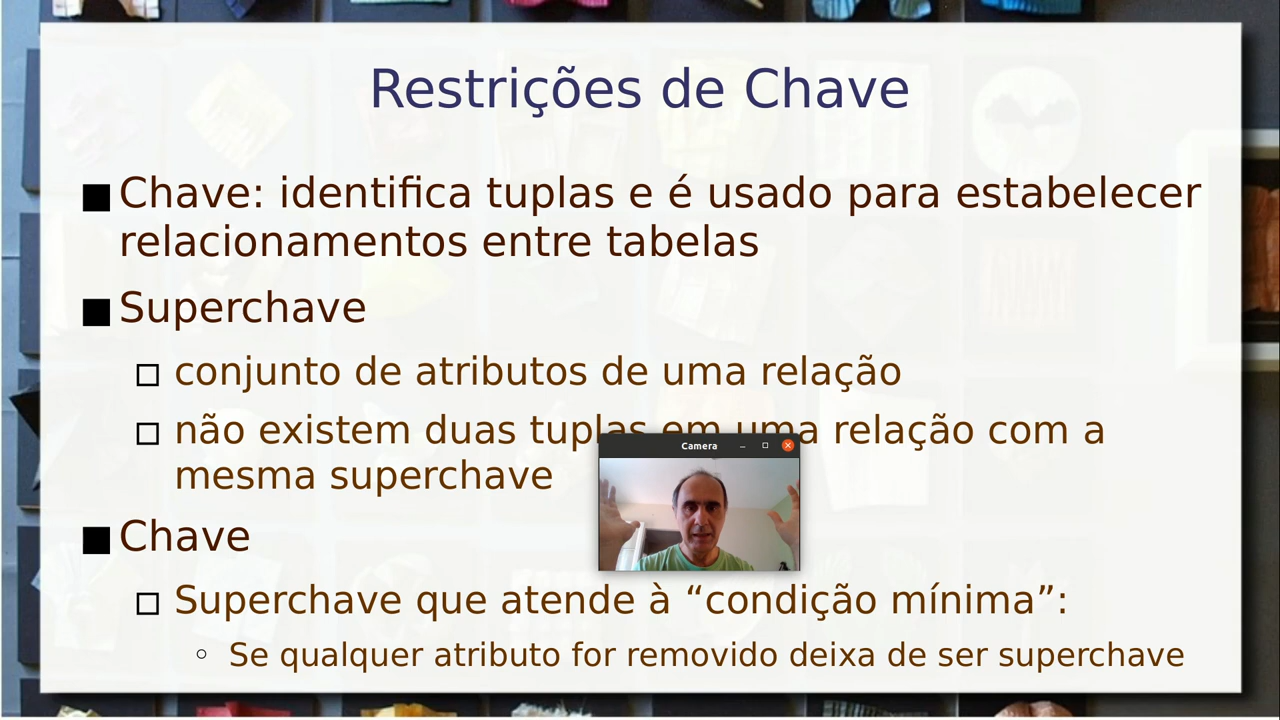 Restrições de Chave
Chave: identifica tuplas e é usado para estabelecer
relacionamentos entre tabelas
Superchave
conjunto de atributos de uma relação
não existem duas tuplas em uma relação com a
mesma superchave
Camera
Chave
Superchave que atende à “condição mínima”:
Se qualquer atributo for removido deixa de ser superchave